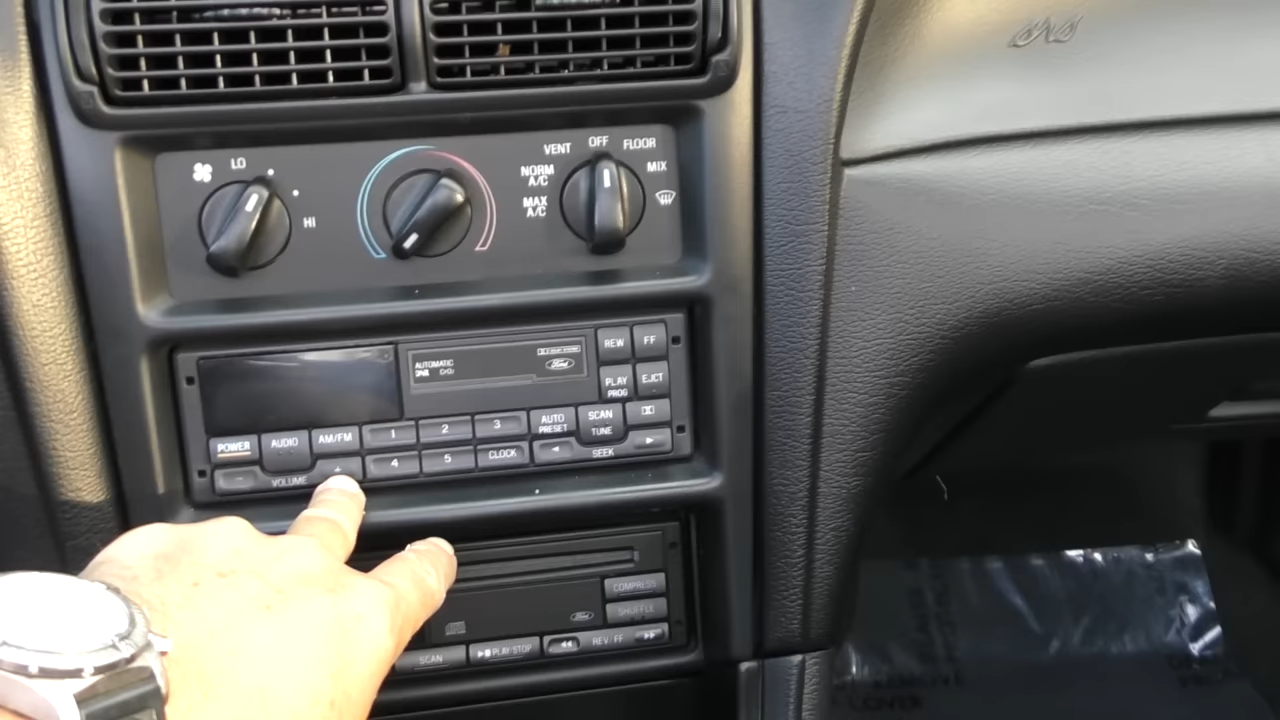 LO
HI
VENT OFF FLOOR
NORM A/C
MIX
MAX A/C
AUTOMATIC
Ford
REW FF
PLAY PROG EJCT
POWER AUDIO AM/FM 1 2 3 AUTO PRESET SCAN TUNE
- VOLUME + 4 5 CLOCK SEEK
COMPRESS
Ford
SHUFFLE
SCAN PLAY/STOP REV/FF